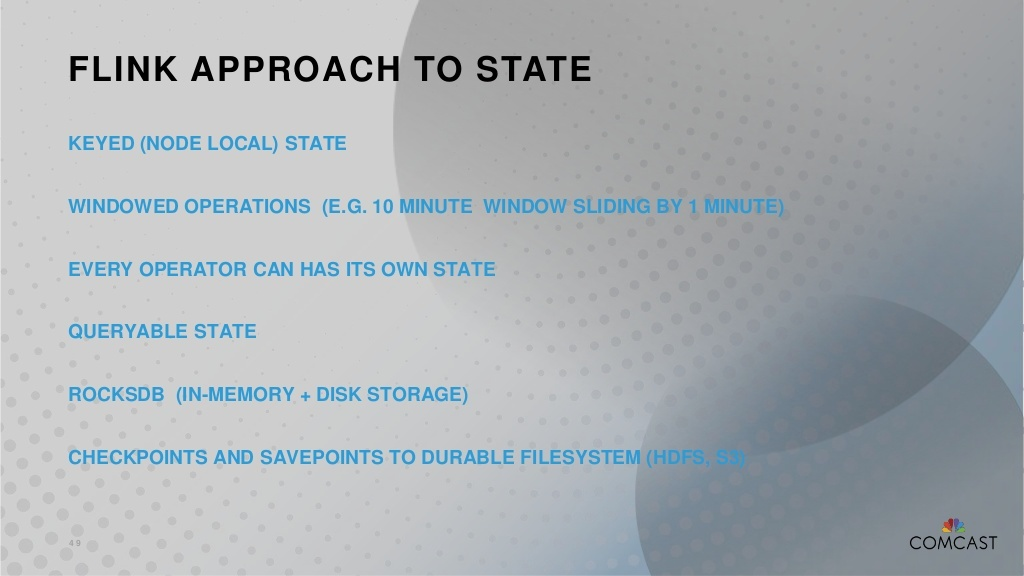 FLINK APPROACH TO STATE
KEYED (NODE LOCAL) STATE
WINDOWED OPERATIONS (E.G. 10 MINUTE WINDOW SLIDING BY 1 MINUTE)
EVERY OPERATOR CAN HAS ITS OWN STATE
QUERYABLE STATE
ROCKSDB (IN-MEMORY + DISK STORAGE)
CHECKPOINTS AND SAVEPOINTS TO DURABLE FILESYSTEM (HDFS, S3)
49
COMCAST